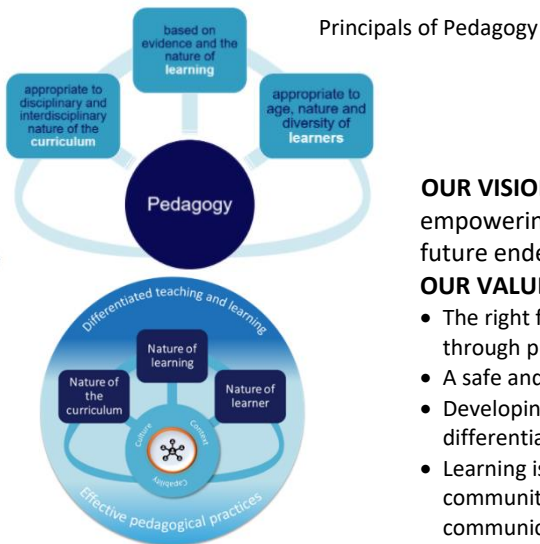 Principals of Pedagogy
based on
evidence and the
nature of
learning
appropriate to
disciplinary and
interdisciplinary
nature of the
curriculum
appropriate to
age, nature and
diversity of
learners
Pedagogy
Differentiated teaching and learning
Nature of
learning
Nature of
the
curriculum
Nature of
learner
Culture
Context
Capability
Effective pedagogical practices
OUR VISIO
empowerin
future ende
OUR VALU
• The right f
through p
• A safe and
• Developin
differentia
• Learning is
communit
communic